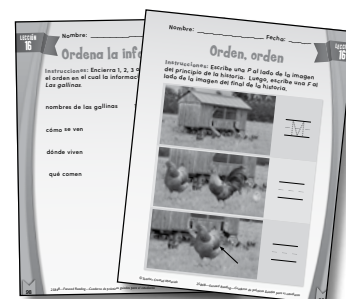 LECCIÓN
16
Nombre:
Ordena la inf
Instrucciones: Encierra 1, 2, 3 o
el orden en el cual la informac
Las gallinas.
nombres de las gallinas
cómo se ven
dónde viven
qué comen
Nombre: Fecha:
16
Orden, orden
Instrucciones: Escribe una P al lado de la imagen
del principio de la historia. Luego, escribe una F al
lado de la imagen del final de la historia.
M